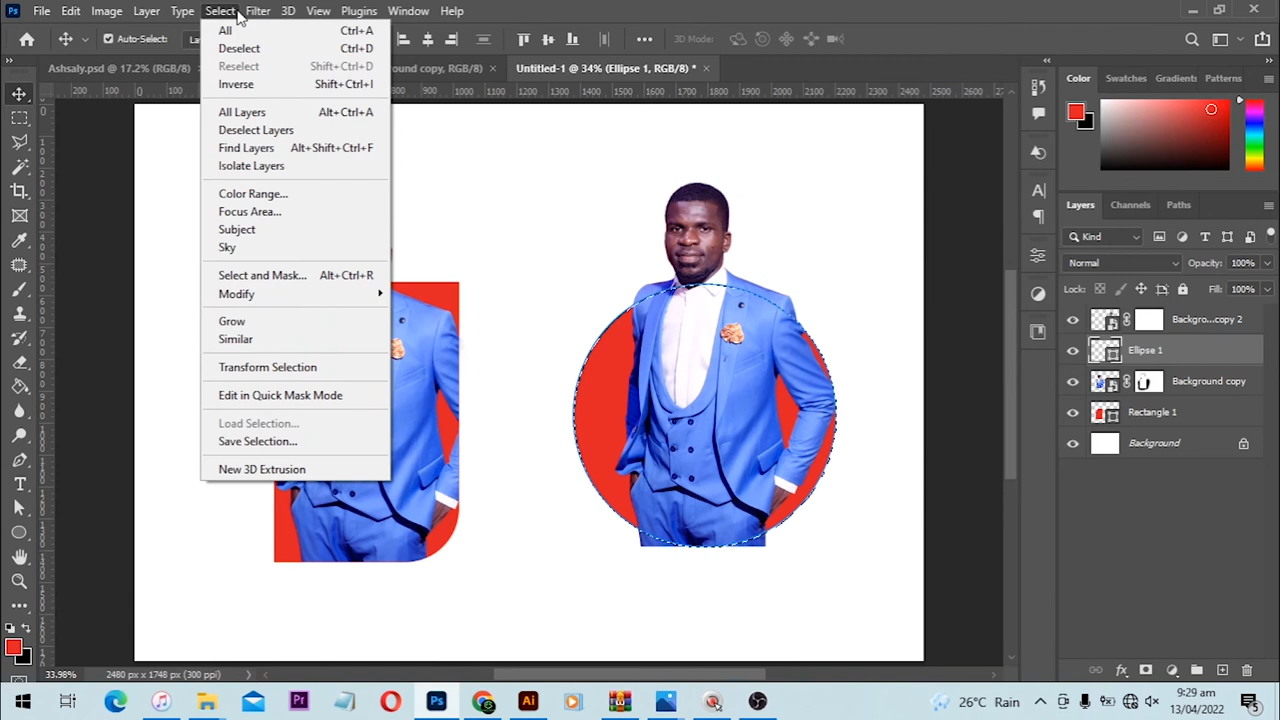 Ps File Edit Image Layer Type Select Filter 3D View Plugins Window Help
Auto-Select: 3D Mode:
Ashsaly.psd @ 17.2% (RGB/8) × ound copy, RGB/8) × Untitled-1 @ 34% (Ellipse 1, RGB/8) * ×
All Ctrl+A
Deselect Ctrl+D
Reselect Shift+Ctrl+D
Inverse Shift+Ctrl+I
All Layers Alt+Ctrl+A
Deselect Layers
Find Layers Alt+Shift+Ctrl+F
Isolate Layers
Color Range...
Focus Area...
Subject
Sky
Select and Mask... Alt+Ctrl+R
Modify
Grow
Similar
Transform Selection
Edit in Quick Mask Mode
Load Selection...
Save Selection...
New 3D Extrusion
Color Swatches Gradients Patterns
Layers Channels Paths
Kind
Normal Opacity: 100%
Lock: Fill: 100%
Backgro...copy 2
Ellipse 1
Background copy
Rectangle 1
Background
33.98% 2480 px x 1748 px (300 ppi)
26°C Rain
9:29 am
13/04/2022